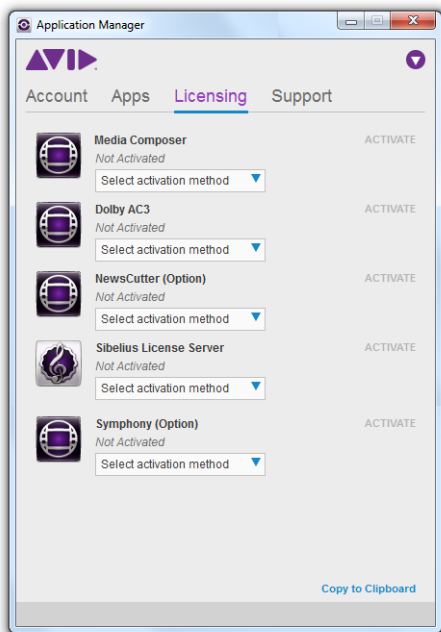 Application Manager
AVID
Account Apps Licensing Support
Media Composer ACTIVATE
Not Activated
Select activation method
Dolby AC3 ACTIVATE
Not Activated
Select activation method
NewsCutter (Option) ACTIVATE
Not Activated
Select activation method
Sibelius License Server ACTIVATE
Not Activated
Select activation method
Symphony (Option) ACTIVATE
Not Activated
Select activation method
Copy to Clipboard